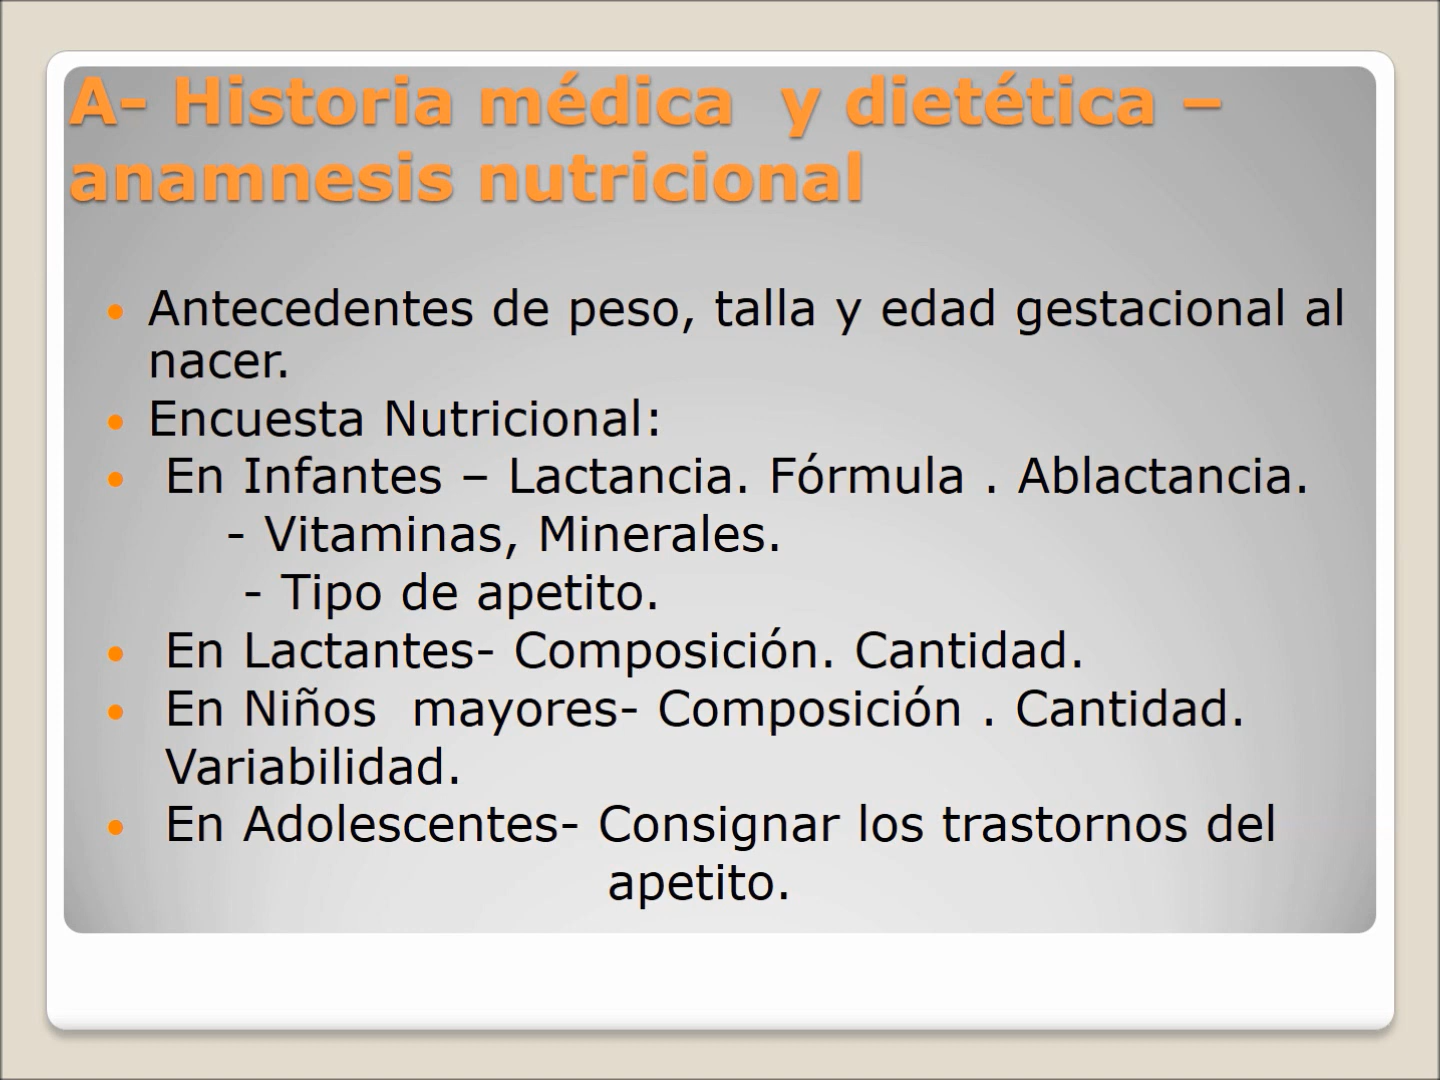 A- Historia médica  y dietética –
anamnesis nutricional
• Antecedentes de peso, talla y edad gestacional al
nacer.
• Encuesta Nutricional:
• En Infantes – Lactancia. Fórmula . Ablactancia.
- Vitaminas, Minerales.
- Tipo de apetito.
• En Lactantes- Composición. Cantidad.
• En Niños  mayores- Composición . Cantidad.
Variabilidad.
• En Adolescentes- Consignar los trastornos del
apetito.